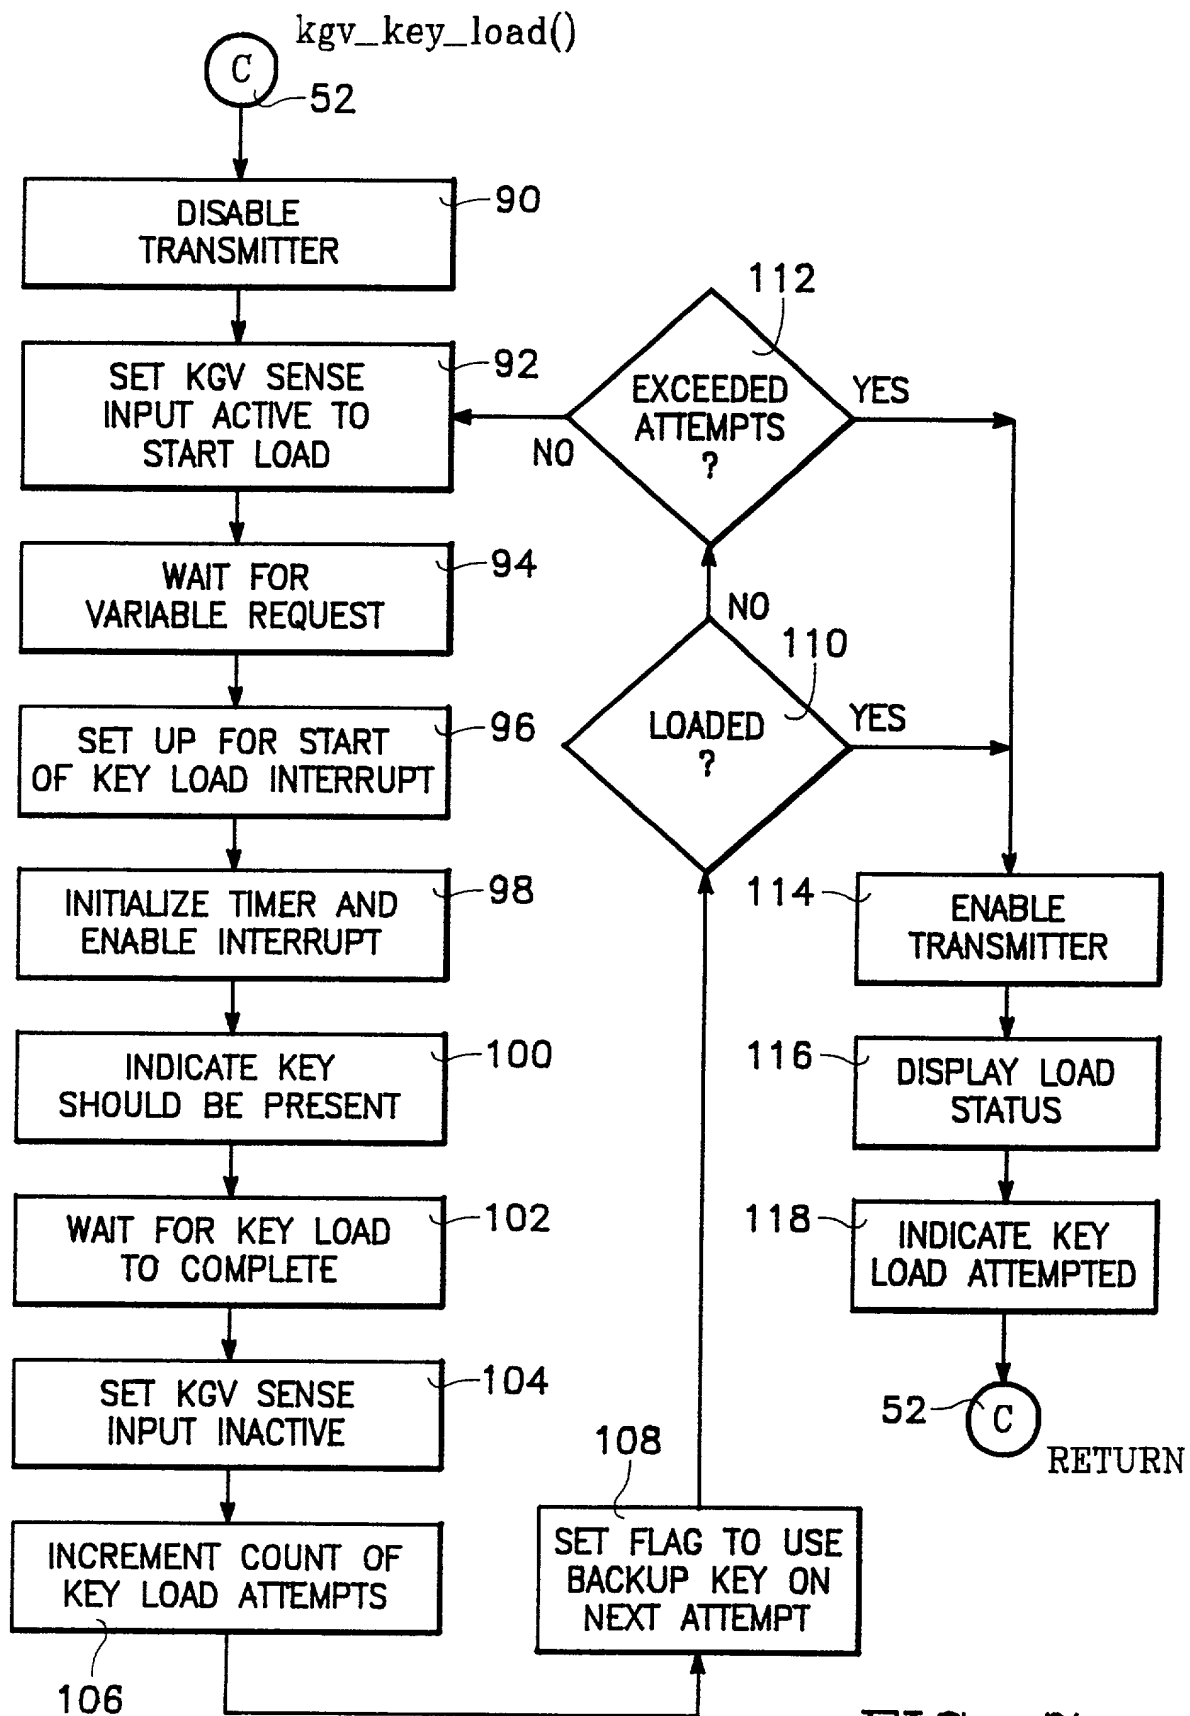 kgv_key_load()
C
52
DISABLE
TRANSMITTER
90
SET KGV SENSE
INPUT ACTIVE TO
START LOAD
92
WAIT FOR
VARIABLE REQUEST
94
SET UP FOR START
OF KEY LOAD INTERRUPT
96
INITIALIZE TIMER AND
ENABLE INTERRUPT
98
INDICATE KEY
SHOULD BE PRESENT
100
WAIT FOR KEY LOAD
TO COMPLETE
102
SET KGV SENSE
INPUT INACTIVE
104
INCREMENT COUNT OF
KEY LOAD ATTEMPTS
106
108
SET FLAG TO USE
BACKUP KEY ON
NEXT ATTEMPT
110
LOADED
?
YES
NO
112
EXCEEDED
ATTEMPTS
?
YES
NO
114
ENABLE
TRANSMITTER
116
DISPLAY LOAD
STATUS
118
INDICATE KEY
LOAD ATTEMPTED
52
C
RETURN